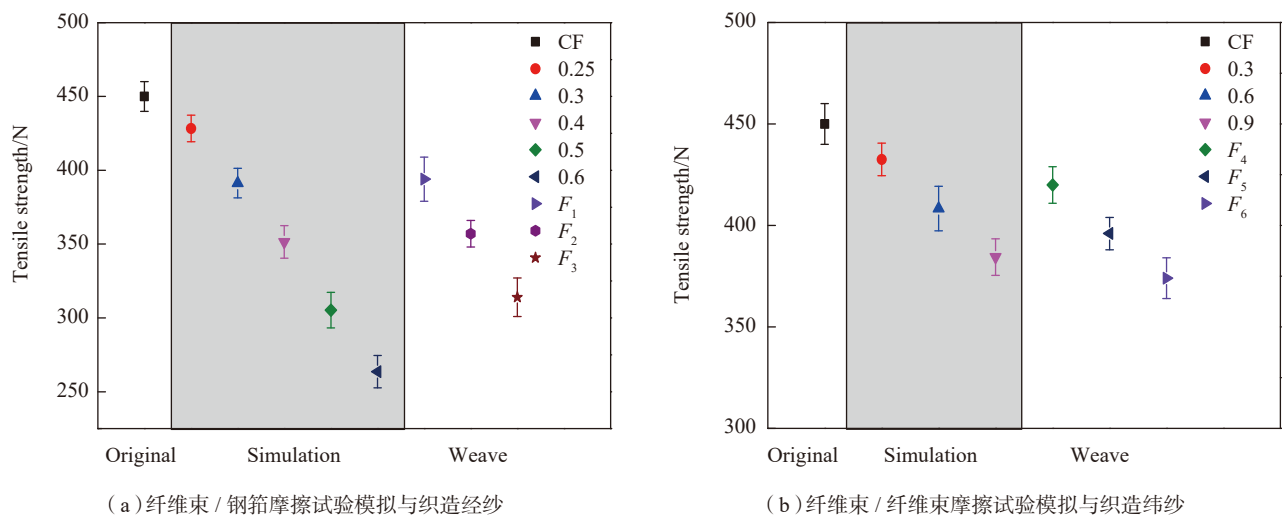 500
450
400
350
300
250
Tensile strength/N
CF
0.25
0.3
0.4
0.5
0.6
F1
F2
F3
Original
Simulation
Weave
(a)纤维束/钢筘摩擦试验模拟与织造经纱
500
450
400
350
300
Tensile strength/N
CF
0.3
0.6
0.9
F4
F5
F6
Original
Simulation
Weave
(b)纤维束/纤维束摩擦试验模拟与织造纬纱